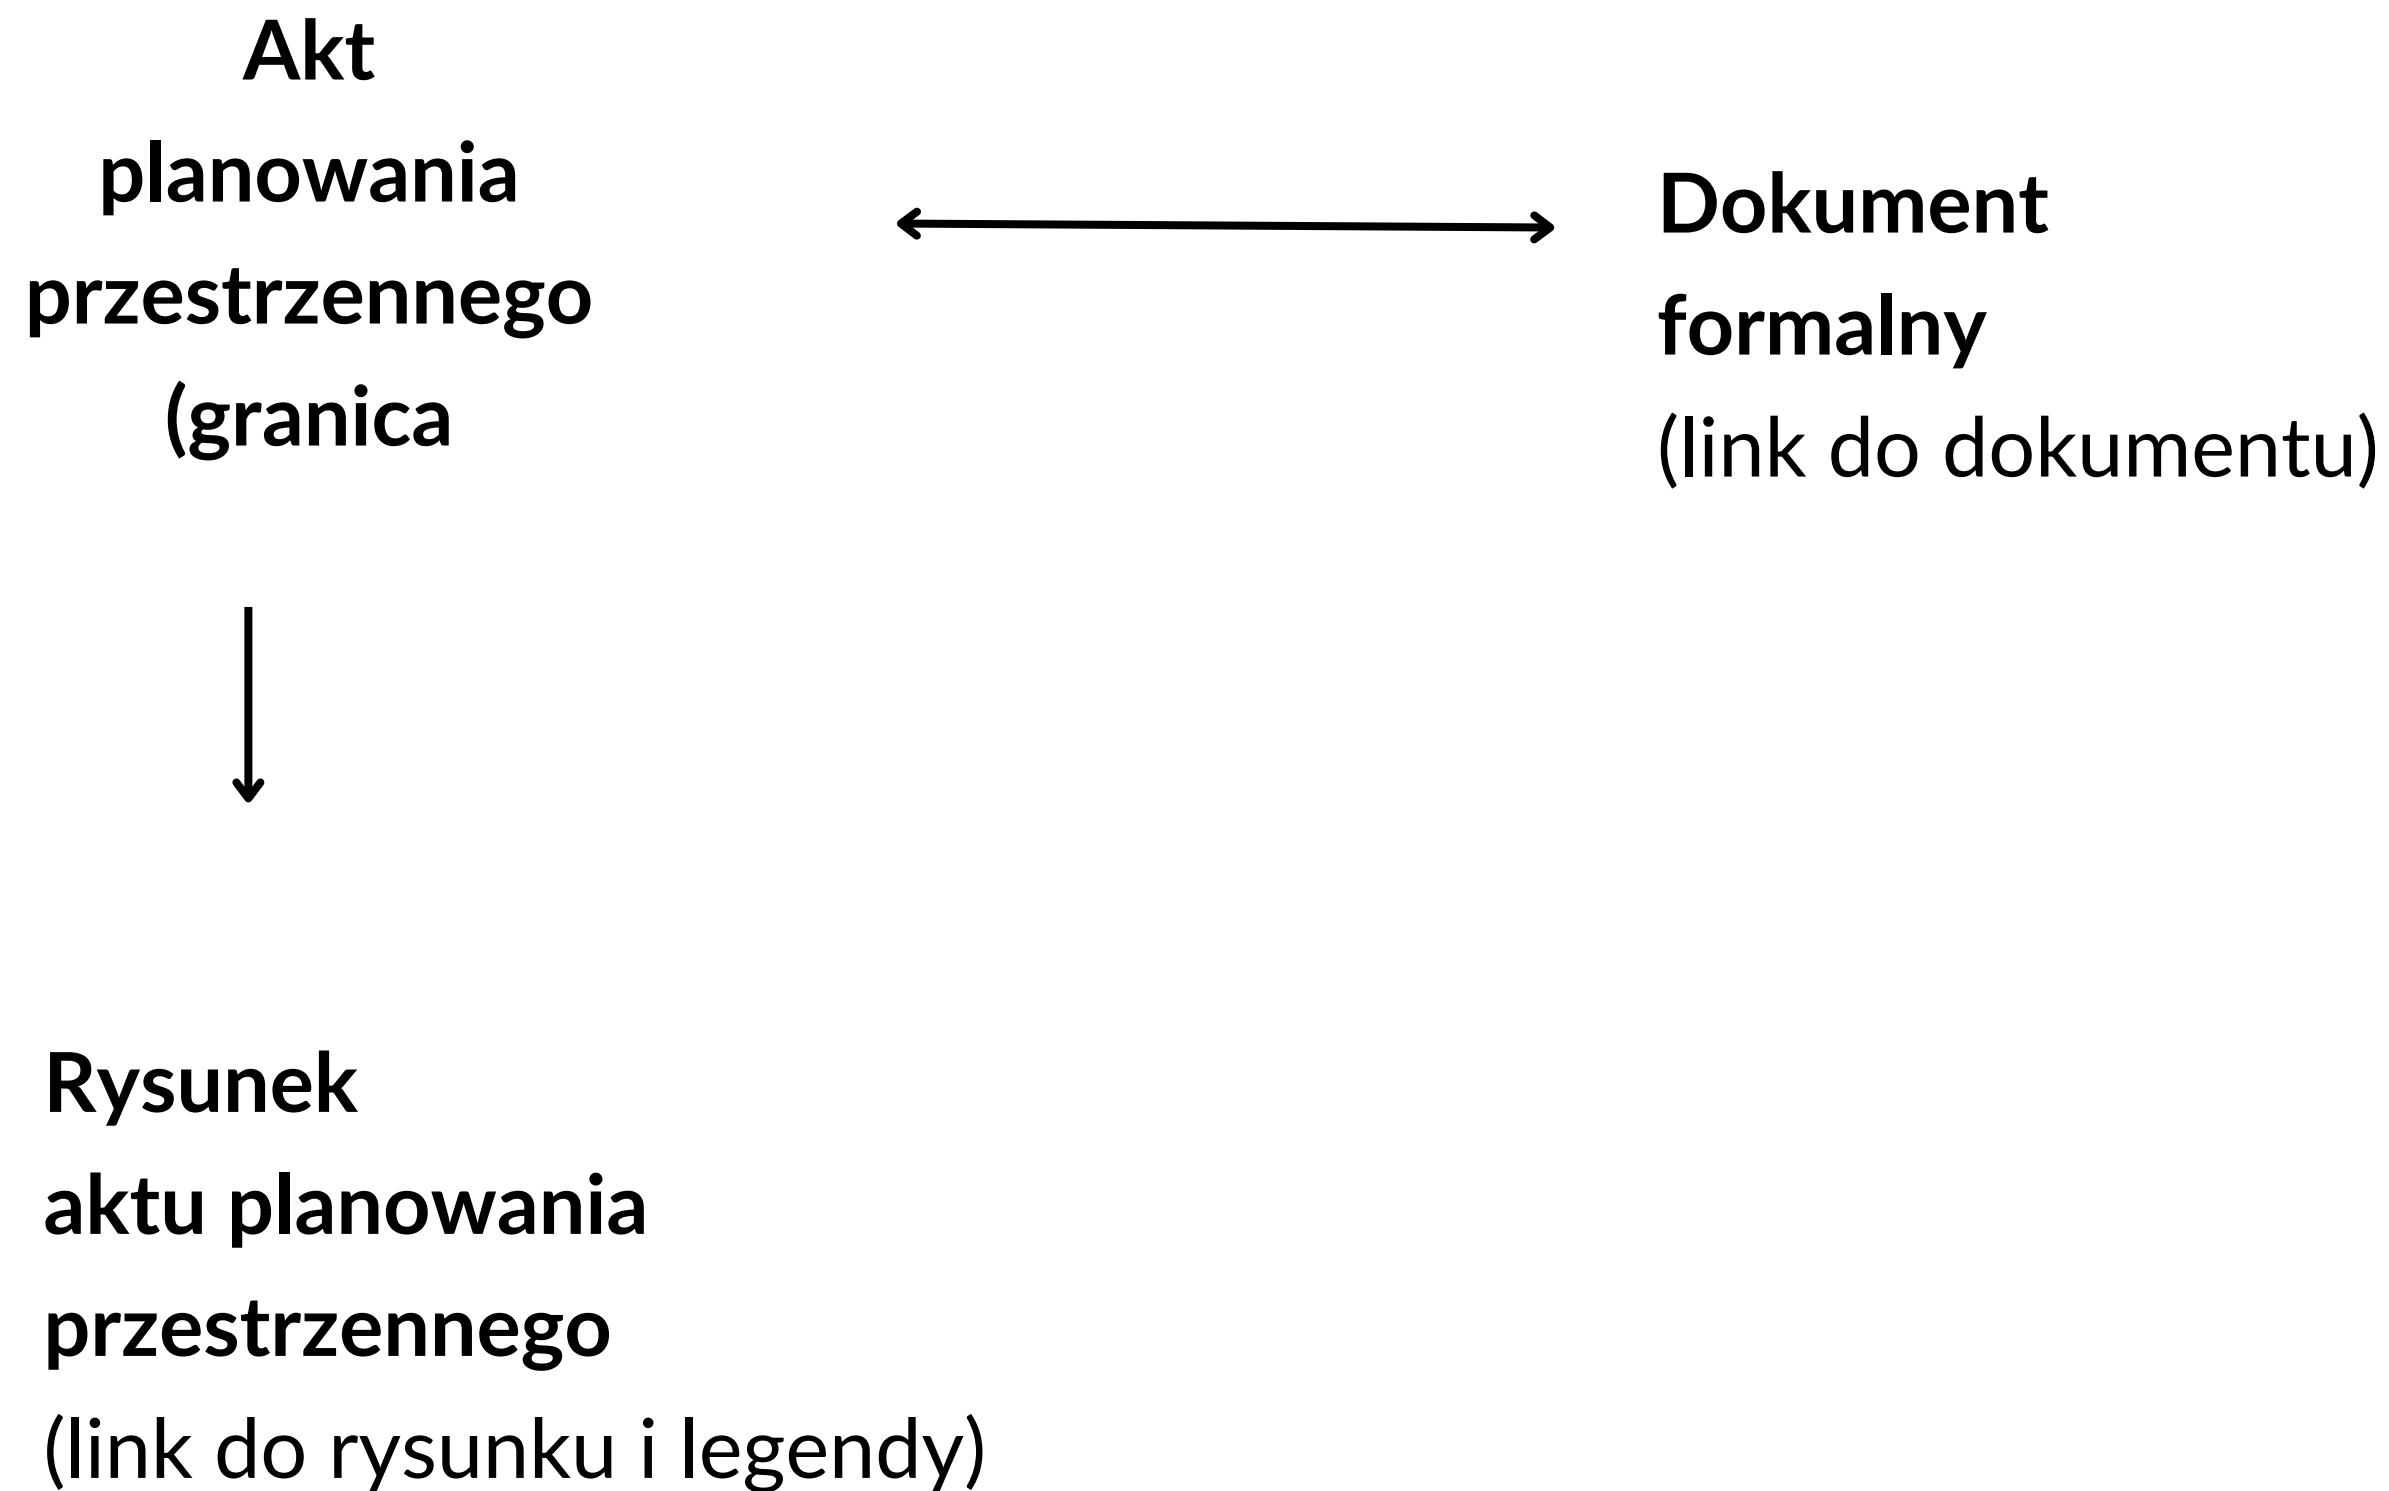 Akt
planowania
przestrzennego
(granica
Dokument
formalny
(link do dokumentu)
Rysunek
aktu planowania
przestrzennego
(link do rysunku i legendy)